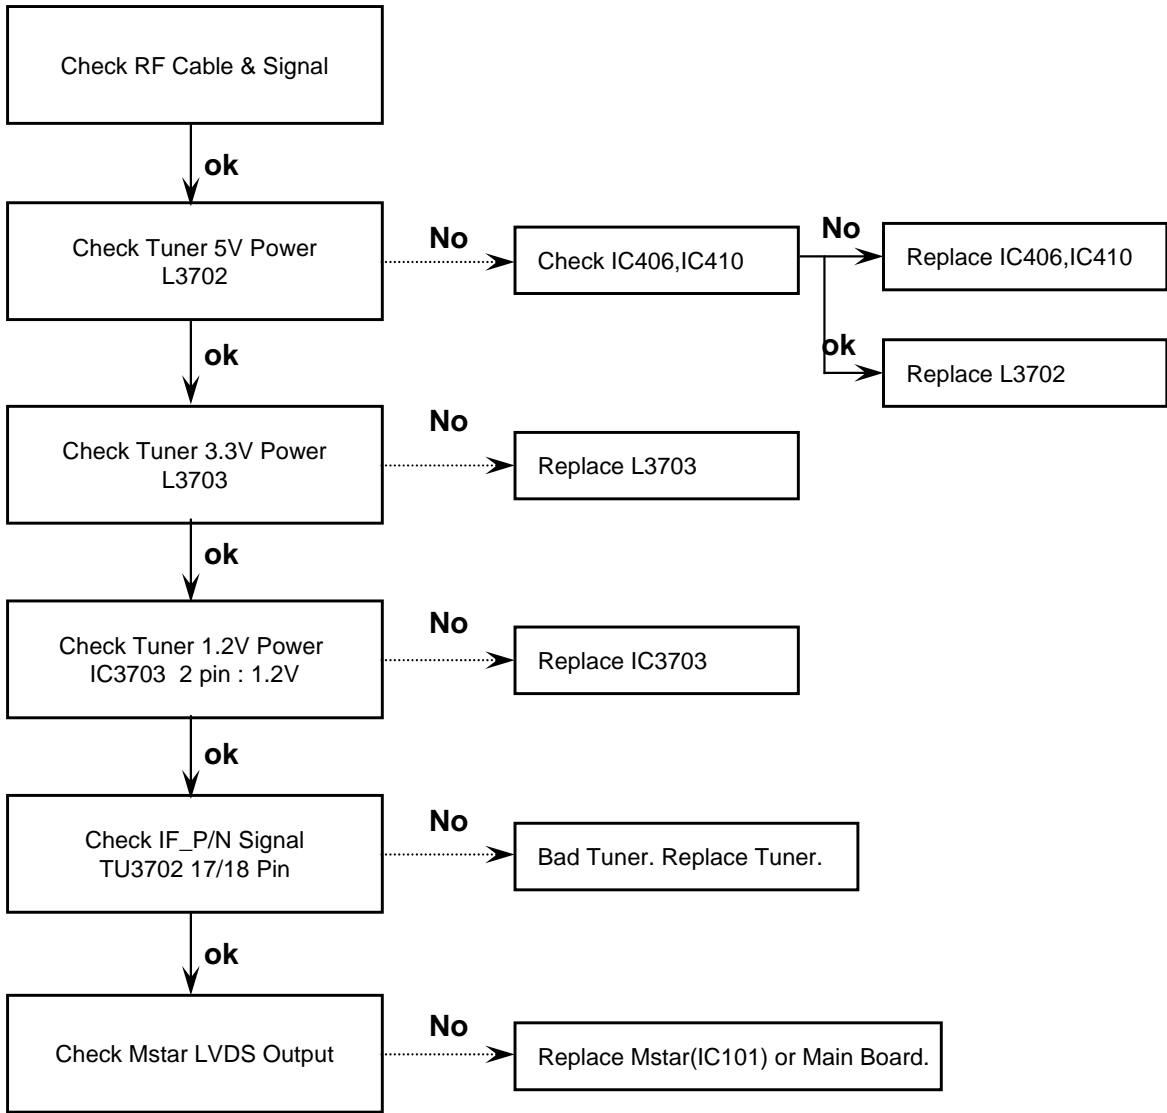 Check RF Cable & Signal
ok
Check Tuner 5V Power
L3702
No
Check IC406,IC410
No
Replace IC406,IC410
ok
Replace L3702
ok
Check Tuner 3.3V Power
L3703
No
Replace L3703
ok
Check Tuner 1.2V Power
IC3703 2 pin : 1.2V
No
Replace IC3703
ok
Check IF_P/N Signal
TU3702 17/18 Pin
No
Bad Tuner. Replace Tuner.
ok
Check Mstar LVDS Output
No
Replace Mstar(IC101) or Main Board.